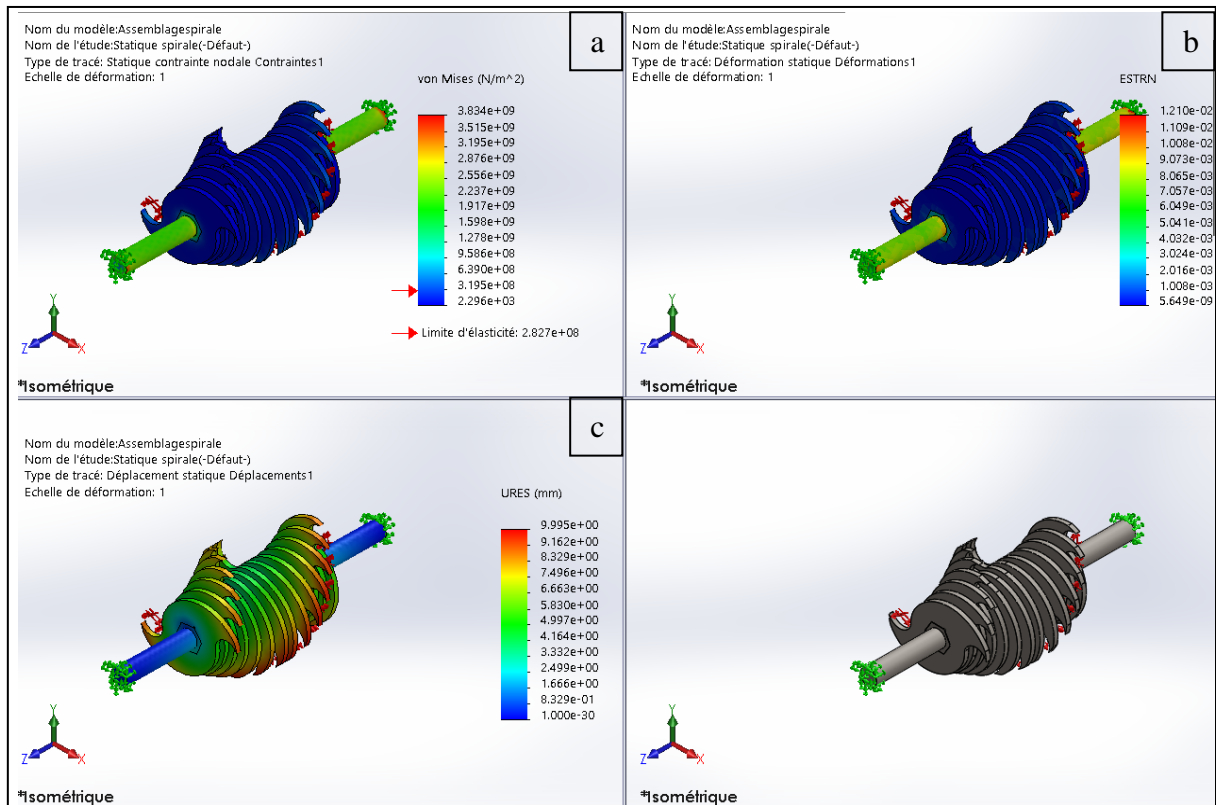 Nom du modèle:Assemblagespirale
Nom de l'étude:Statique spirale(-Défaut-)
Type de tracé: Statique contrainte nodale Contraintes1
Echelle de déformation: 1
a
von Mises (N/m^2)
3.834e+09
3.515e+09
3.195e+09
2.876e+09
2.556e+09
2.237e+09
1.917e+09
1.598e+09
1.278e+09
9.586e+08
6.390e+08
3.195e+08
2.296e+03
Limite d'élasticité: 2.827e+08
Y
Z
X
*Isométrique
Nom du modèle:Assemblagespirale
Nom de l'étude:Statique spirale(-Défaut-)
Type de tracé: Déformation statique Déformations1
Echelle de déformation: 1
b
ESTRN
1.210e-02
1.109e-02
1.008e-02
9.073e-03
8.065e-03
7.057e-03
6.049e-03
5.041e-03
4.032e-03
3.024e-03
2.016e-03
1.008e-03
5.649e-09
Y
Z
X
*Isométrique
Nom du modèle:Assemblagespirale
Nom de l'étude:Statique spirale(-Défaut-)
Type de tracé: Déplacement statique Déplacements1
Echelle de déformation: 1
c
URES (mm)
9.995e+00
9.162e+00
8.329e+00
7.496e+00
6.663e+00
5.830e+00
4.997e+00
4.164e+00
3.332e+00
2.499e+00
1.666e+00
8.329e-01
1.000e-30
Y
Z
X
*Isométrique
Y
Z
X
*Isométrique